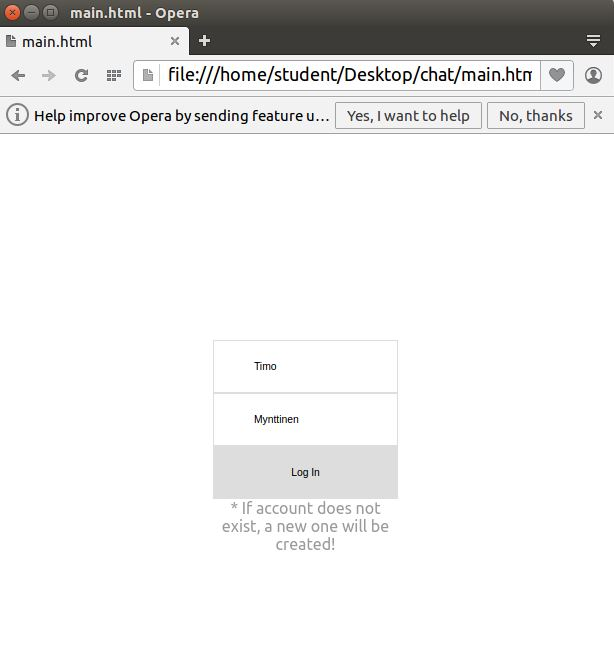 main.html - Opera
main.html
file:///home/student/Desktop/chat/main.htm
Help improve Opera by sending feature u... Yes, I want to help No, thanks
Timo
Mynttinen
Log In
* If account does not
exist, a new one will be
created!